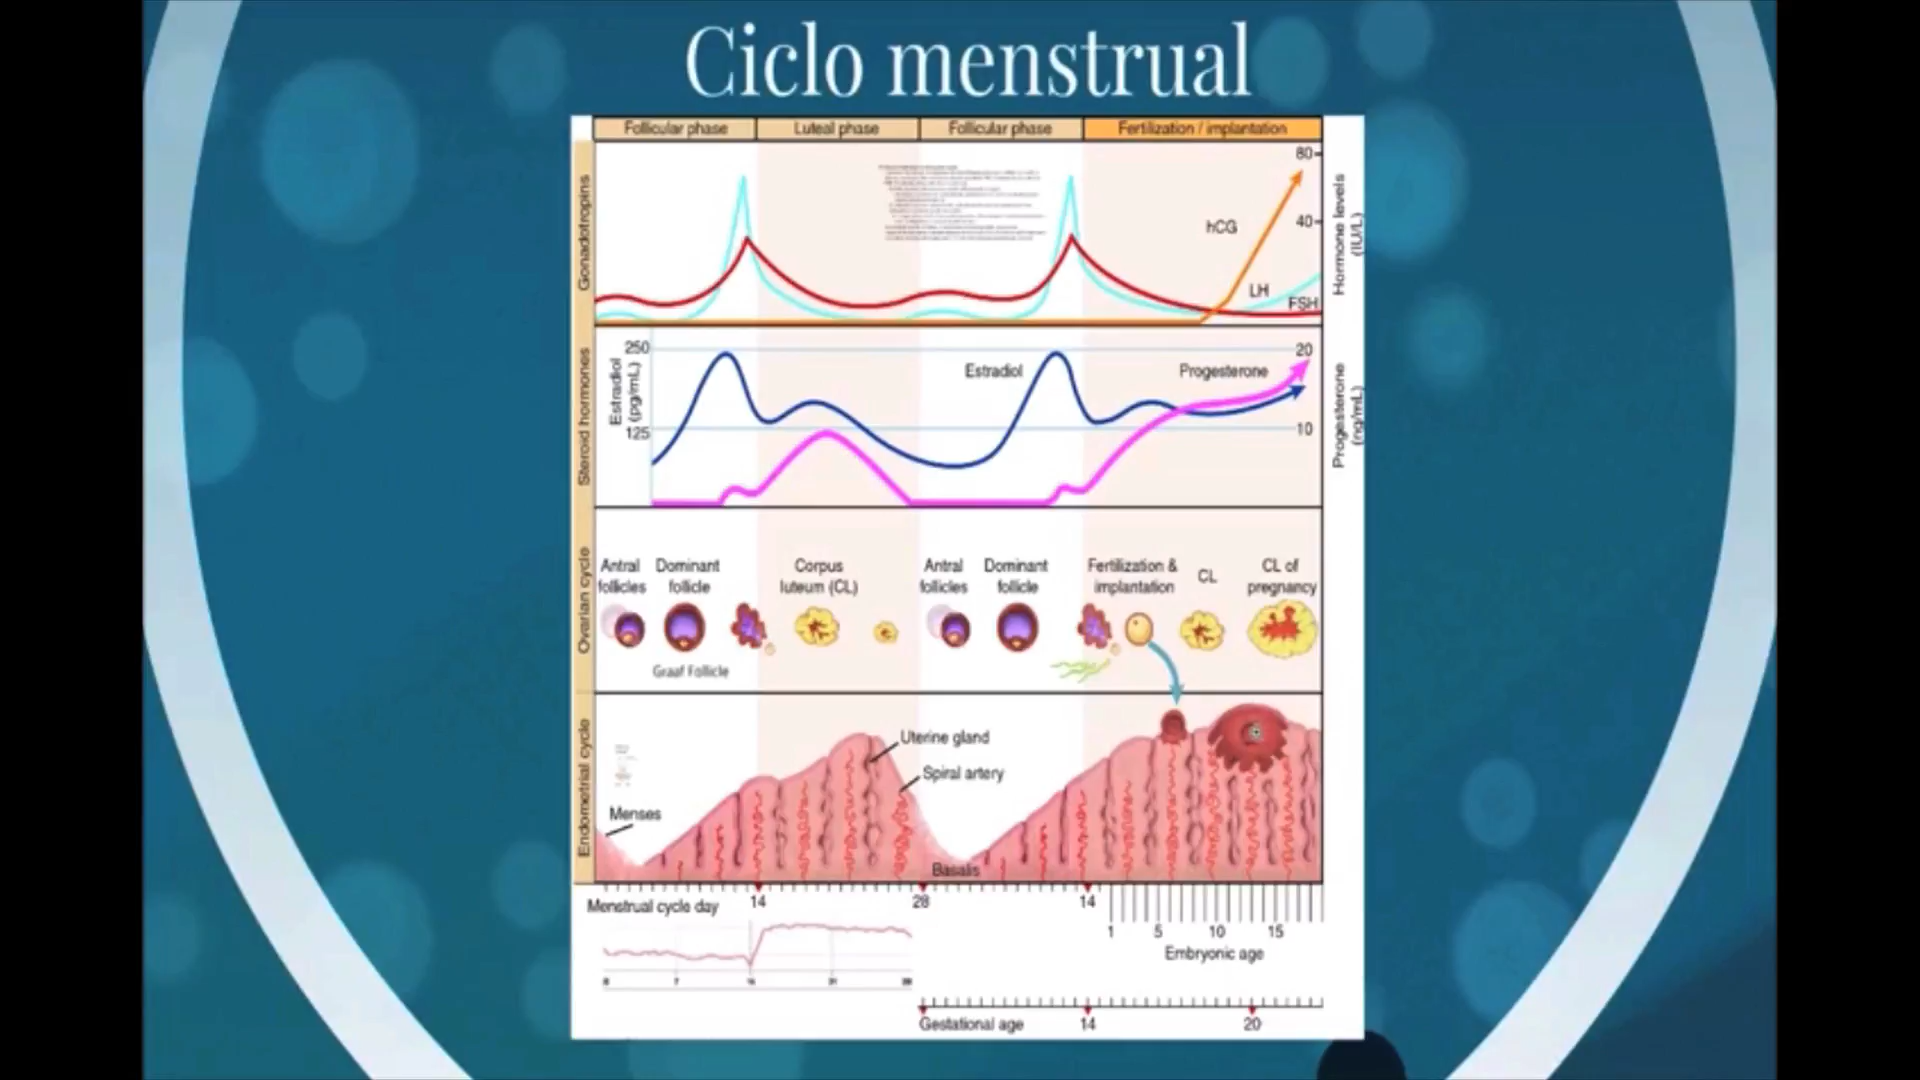 Ciclo menstrual
Follicular phase
Luteal phase
Follicular phase
Fertilization / implantation
Gonadotropins
80
40
hCG
LH
FSH
Hormone levels
(IU/L)
Steroid hormones
Estradiol
(pg/mL)
250
125
Estradiol
Progesterone
20
10
Progesterone
(ng/mL)
Ovarian cycle
Antral
follicles
Dominant
follicle
Graaf Follicle
Corpus
luteum (CL)
Antral
follicles
Dominant
follicle
Fertilization &
implantation
CL
CL of
pregnancy
Endometrial cycle
Menses
Uterine gland
Spiral artery
Basalis
Menstrual cycle day
14
28
14
1
5
10
15
Embryonic age
7
Gestational age
14
20